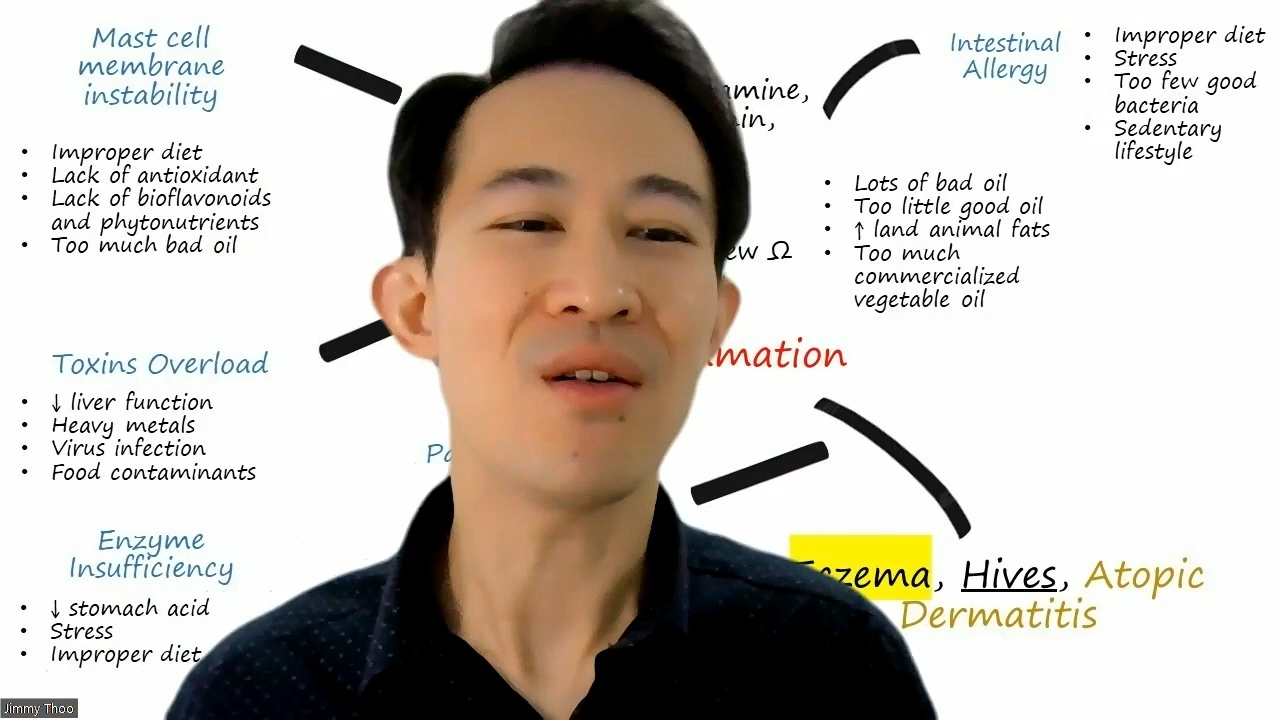 Mast cell
membrane
instability
• Improper diet
• Lack of antioxidant
• Lack of bioflavonoids
and phytonutrients
• Too much bad oil
Toxins Overload
• ↓ liver function
• Heavy metals
• Virus infection
• Food contaminants
Enzyme
Insufficiency
• ↓ stomach acid
• Stress
• Improper diet
Intestinal
Allergy
• Improper diet
• Stress
• Too few good
bacteria
• Sedentary
lifestyle
Ω
• Lots of bad oil
• Too little good oil
• ↑ land animal fats
• Too much
commercialized
vegetable oil
Eczema, Hives, Atopic
Dermatitis
Jimmy Thoo